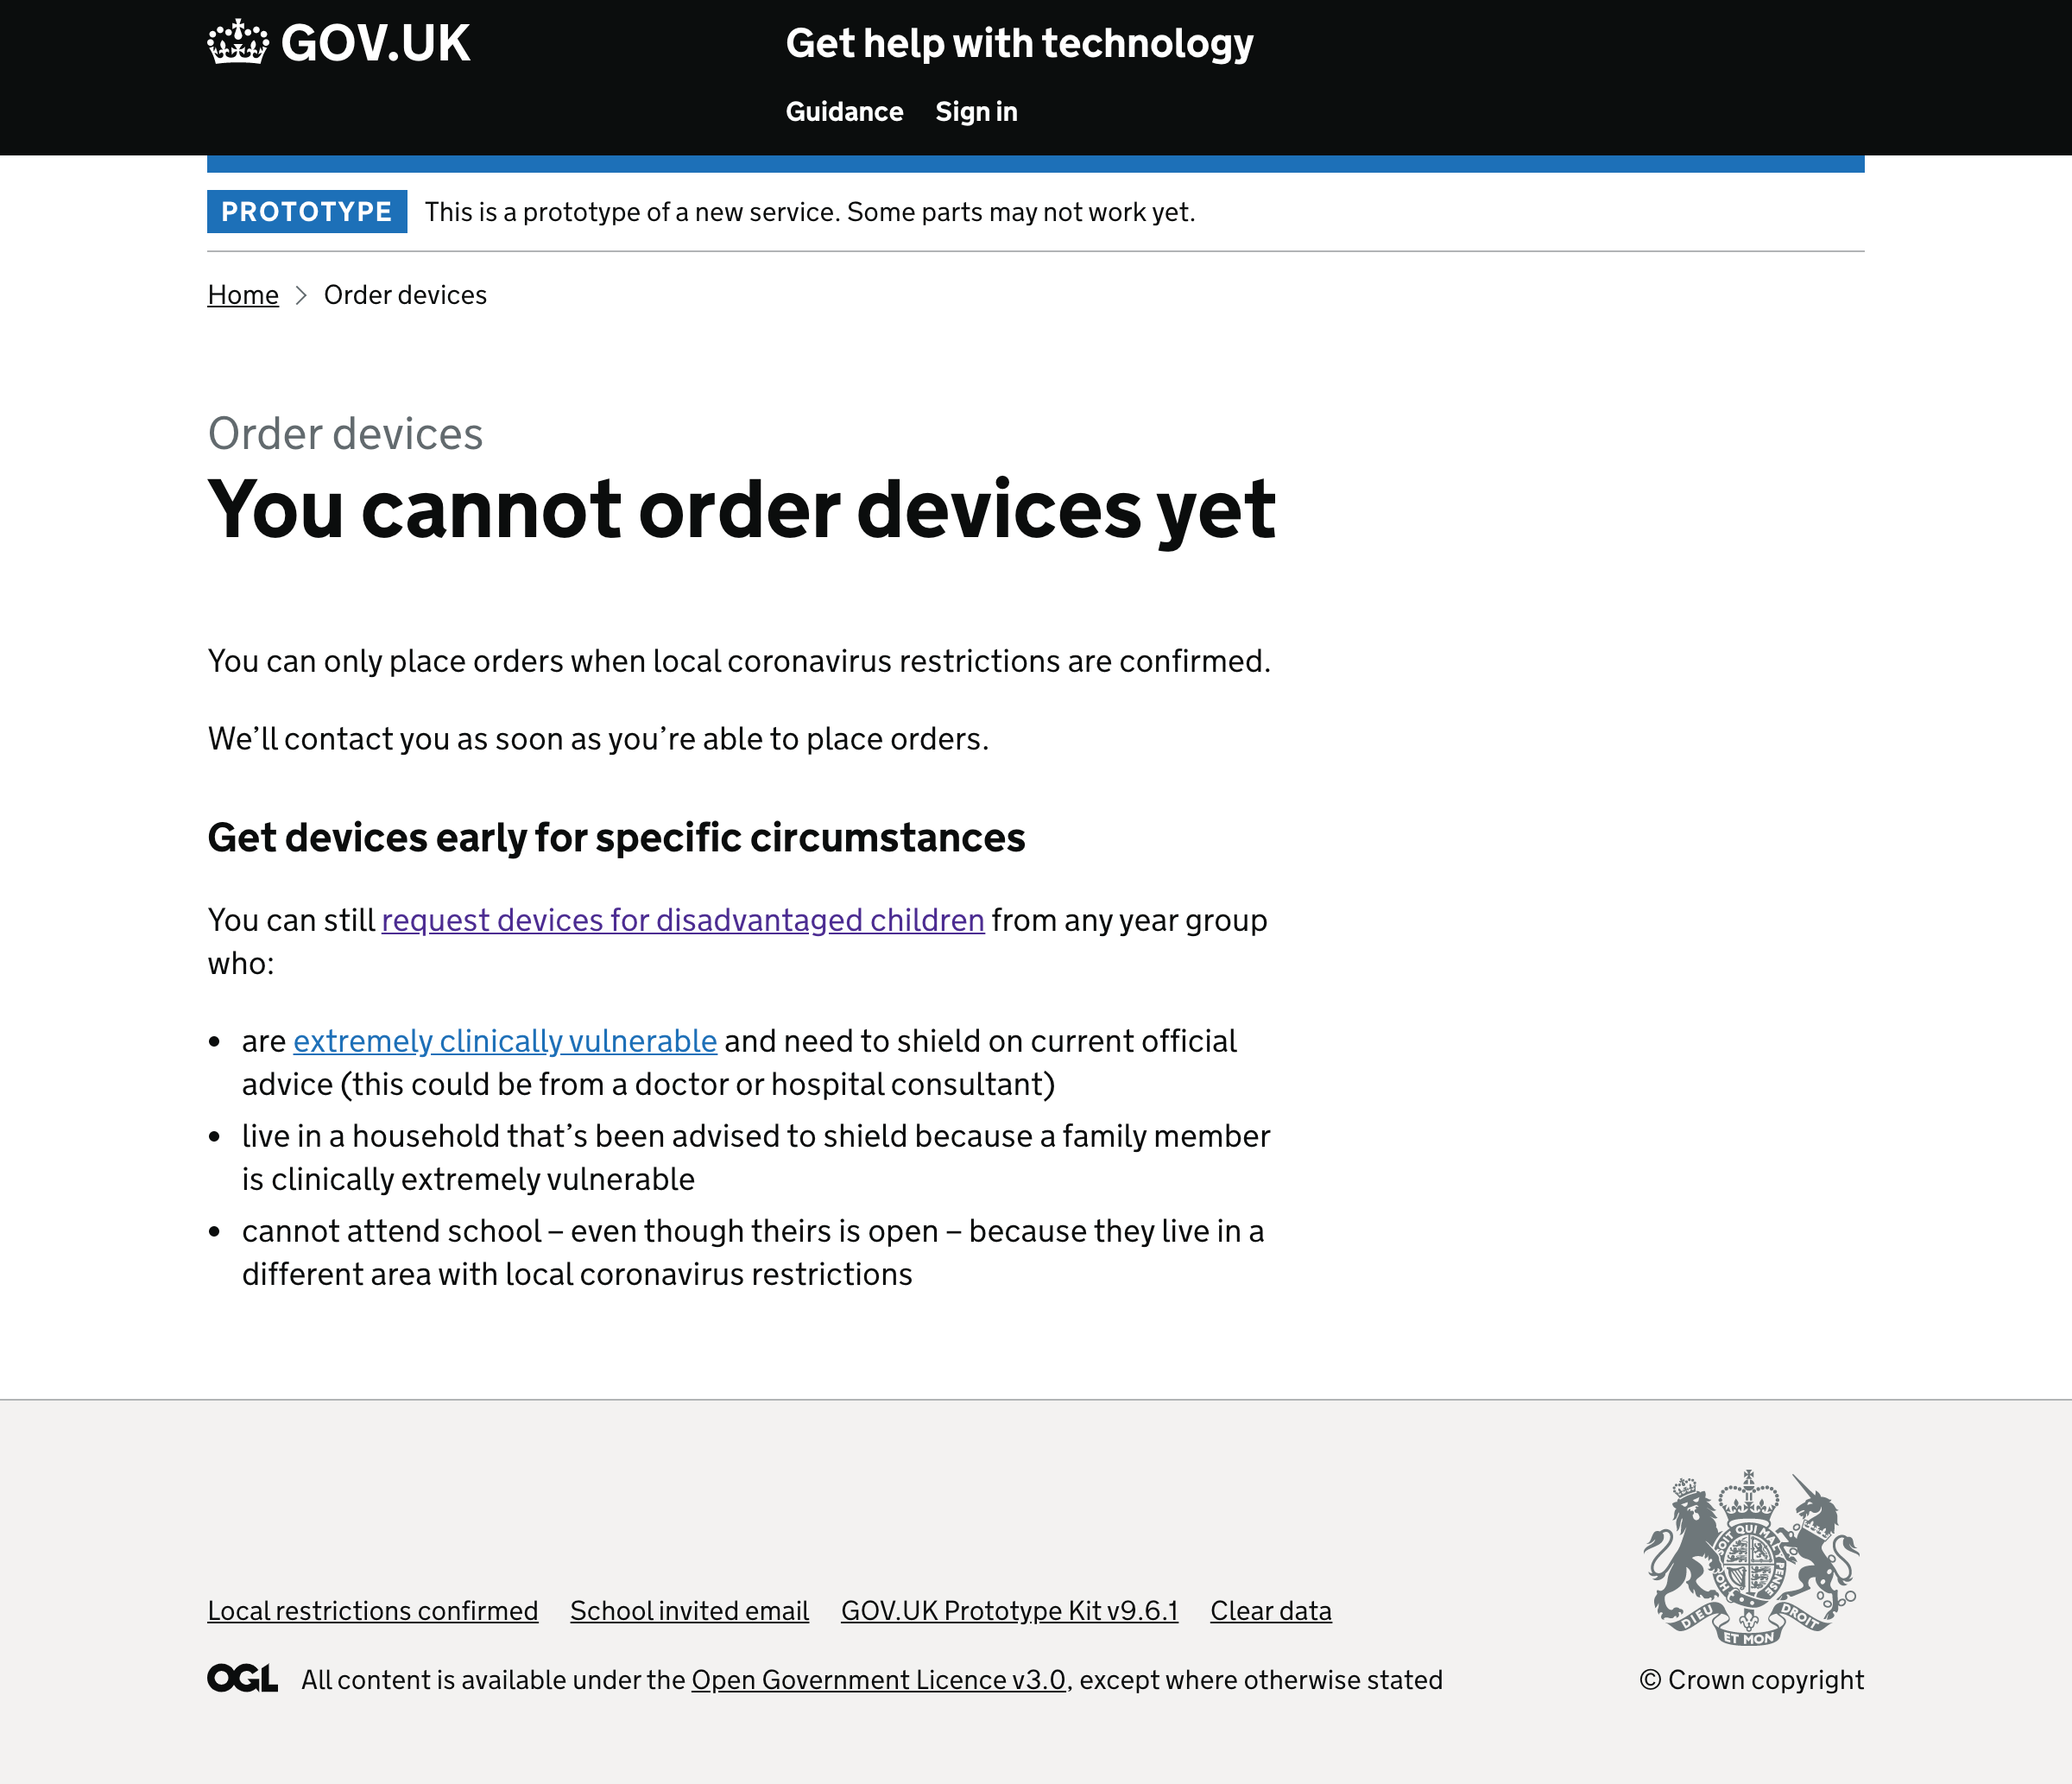 GOV.UK
Get help with technology
Guidance Sign in
PROTOTYPE This is a prototype of a new service. Some parts may not work yet.
Home Order devices
Order devices
You cannot order devices yet
You can only place orders when local coronavirus restrictions are confirmed.
We’ll contact you as soon as you’re able to place orders.
Get devices early for specific circumstances
You can still request devices for disadvantaged children from any year group
who:
• are extremely clinically vulnerable and need to shield on current official
advice (this could be from a doctor or hospital consultant)
• live in a household that’s been advised to shield because a family member
is clinically extremely vulnerable
• cannot attend school – even though theirs is open – because they live in a
different area with local coronavirus restrictions
Local restrictions confirmed School invited email GOV.UK Prototype Kit v9.6.1 Clear data
OGL All content is available under the Open Government Licence v3.0, except where otherwise stated
DIEU ET MON DROIT
© Crown copyright